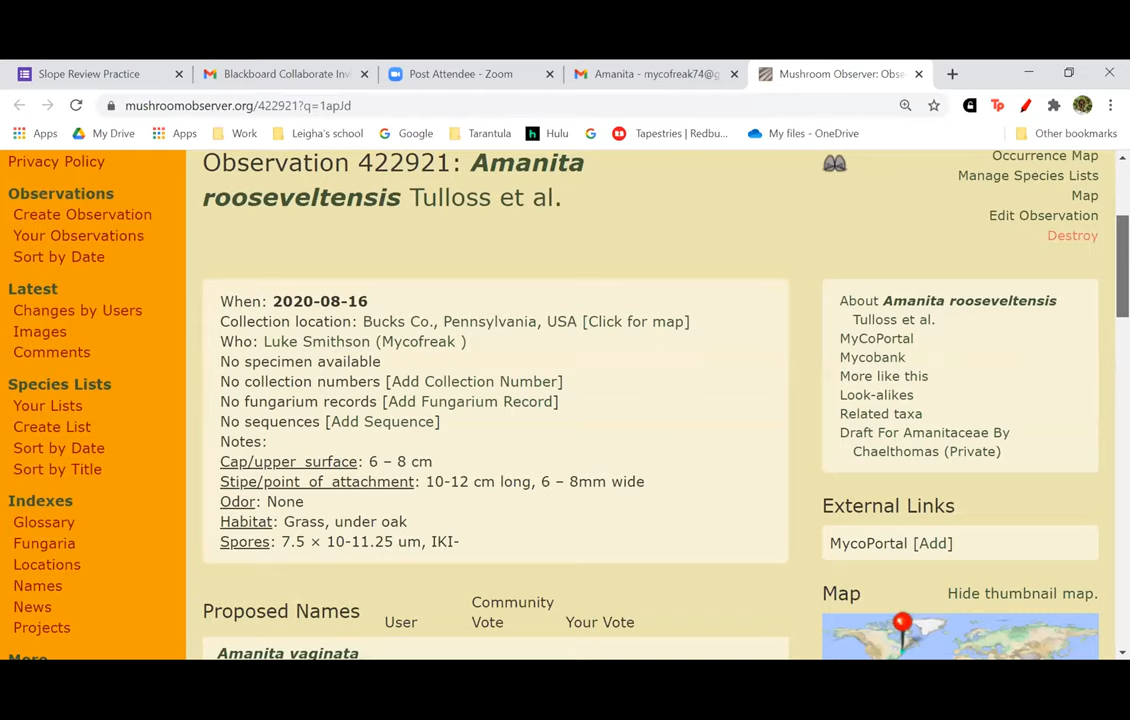 Slope Review Practice
Blackboard Collaborate Inv
Post Attendee - Zoom
Amanita - mycofreak74@g
Mushroom Observer: Obse
mushroomobserver.org/422921?q=1apJd
Apps
My Drive
Apps
Work
Leigha's school
Google
Tarantula
Hulu
Tapestries | Redbu...
My files - OneDrive
Other bookmarks
Privacy Policy
Observations
Create Observation
Your Observations
Sort by Date
Latest
Changes by Users
Images
Comments
Species Lists
Your Lists
Create List
Sort by Date
Sort by Title
Indexes
Glossary
Fungaria
Locations
Names
News
Projects
More
Observation 422921: Amanita
rooseveltensis Tulloss et al.
When: 2020-08-16
Collection location: Bucks Co., Pennsylvania, USA [Click for map]
Who: Luke Smithson (Mycofreak )
No specimen available
No collection numbers [Add Collection Number]
No fungarium records [Add Fungarium Record]
No sequences [Add Sequence]
Notes:
Cap/upper_surface: 6 – 8 cm
Stipe/point_of_attachment: 10-12 cm long, 6 – 8mm wide
Odor: None
Habitat: Grass, under oak
Spores: 7.5 × 10-11.25 um, IKI-
Proposed Names
User
Community
Vote
Your Vote
Amanita vaginata
Occurrence Map
Manage Species Lists
Map
Edit Observation
Destroy
About Amanita rooseveltensis
Tulloss et al.
MyCoPortal
Mycobank
More like this
Look-alikes
Related taxa
Draft For Amanitaceae By
Chaelthomas (Private)
External Links
MycoPortal [Add]
Map
Hide thumbnail map.